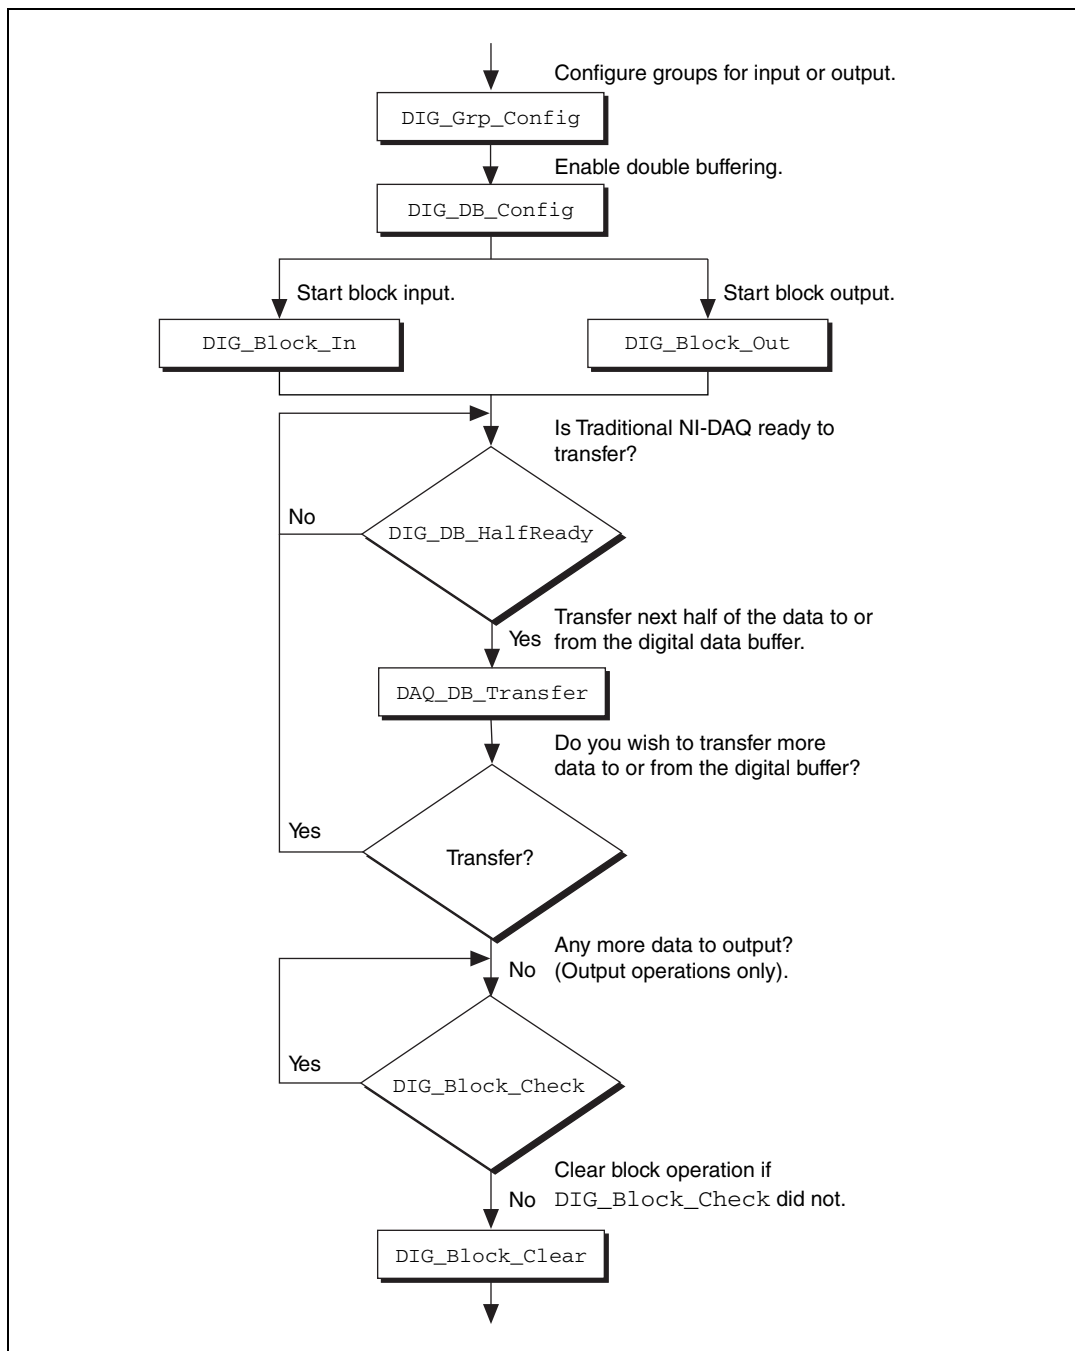 Configure groups for input or output.
DIG_Grp_Config
Enable double buffering.
DIG_DB_Config
Start block input.
Start block output.
DIG_Block_In
DIG_Block_Out
Is Traditional NI-DAQ ready to
transfer?
No
DIG_DB_HalfReady
Transfer next half of the data to or
Yes from the digital data buffer.
DAQ_DB_Transfer
Do you wish to transfer more
data to or from the digital buffer?
Yes
Transfer?
Any more data to output?
No (Output operations only).
Yes
DIG_Block_Check
Clear block operation if
No DIG_Block_Check did not.
DIG_Block_Clear